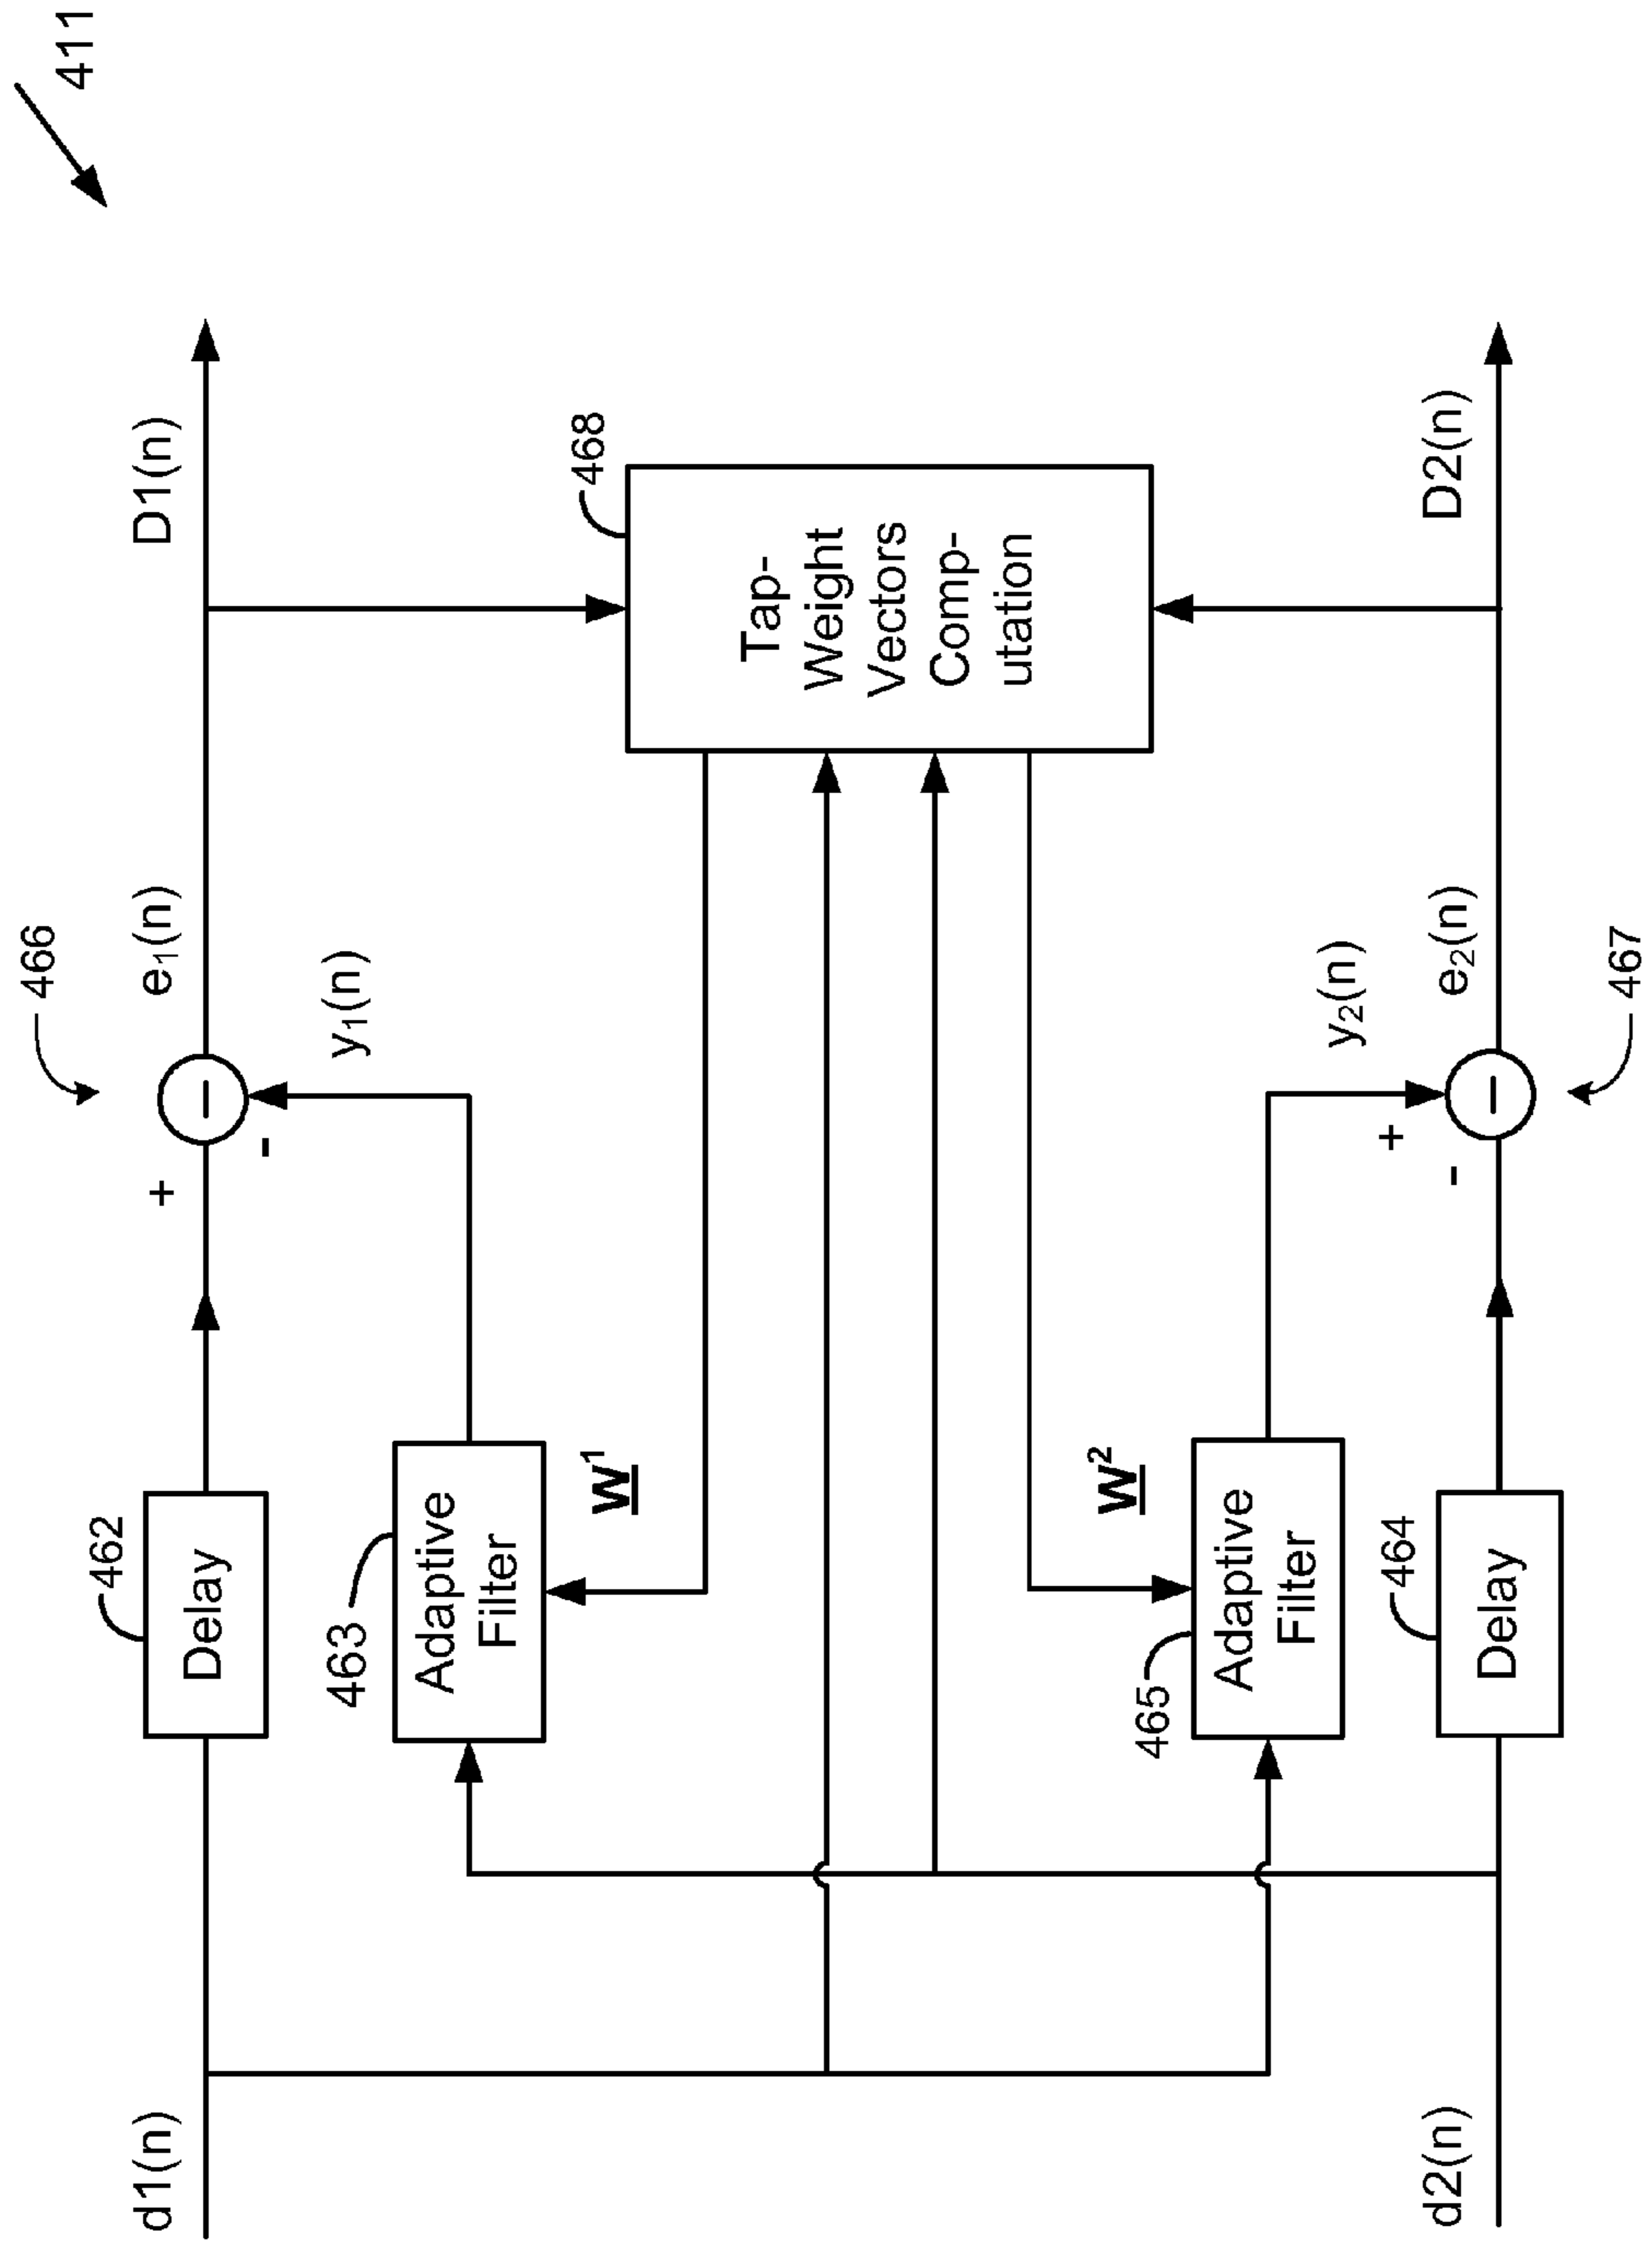 411
466
e₁(n)
D1(n)
d1(n)
462
Delay
+
-
y₁(n)
463
Adaptive
Filter
w¹
468
Tap-
Weight
Vectors
Comp-
utation
w²
465
Adaptive
Filter
y₂(n)
+
-
464
Delay
d2(n)
e₂(n)
D2(n)
467